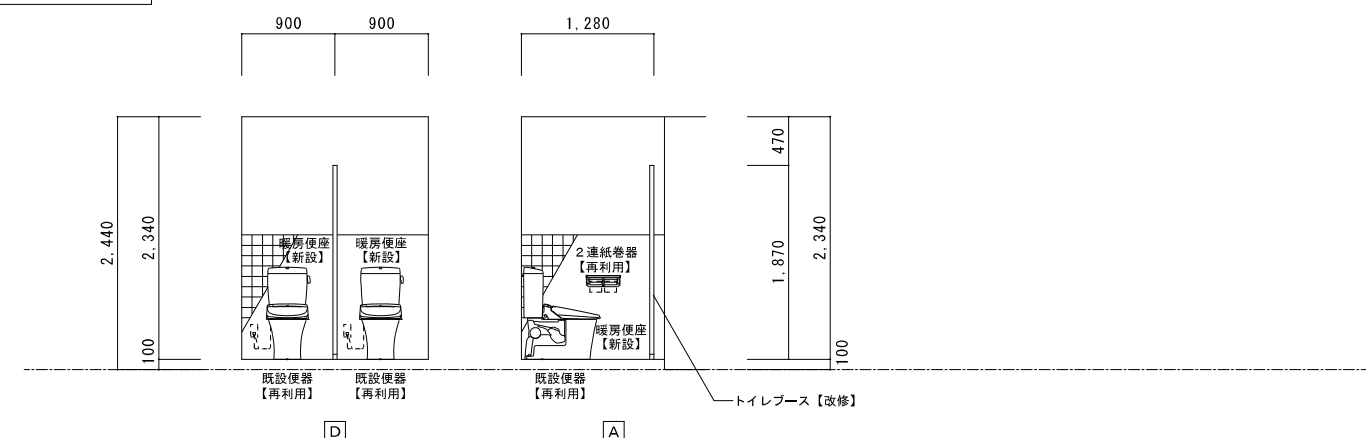 900
900
1,280
2,440
2,340
100
暖房便座
【新設】
暖房便座
【新設】
既設便器
【再利用】
既設便器
【再利用】
D
2連紙巻器
【再利用】
暖房便座
【新設】
既設便器
【再利用】
A
470
1,870
2,340
100
トイレブース【改修】